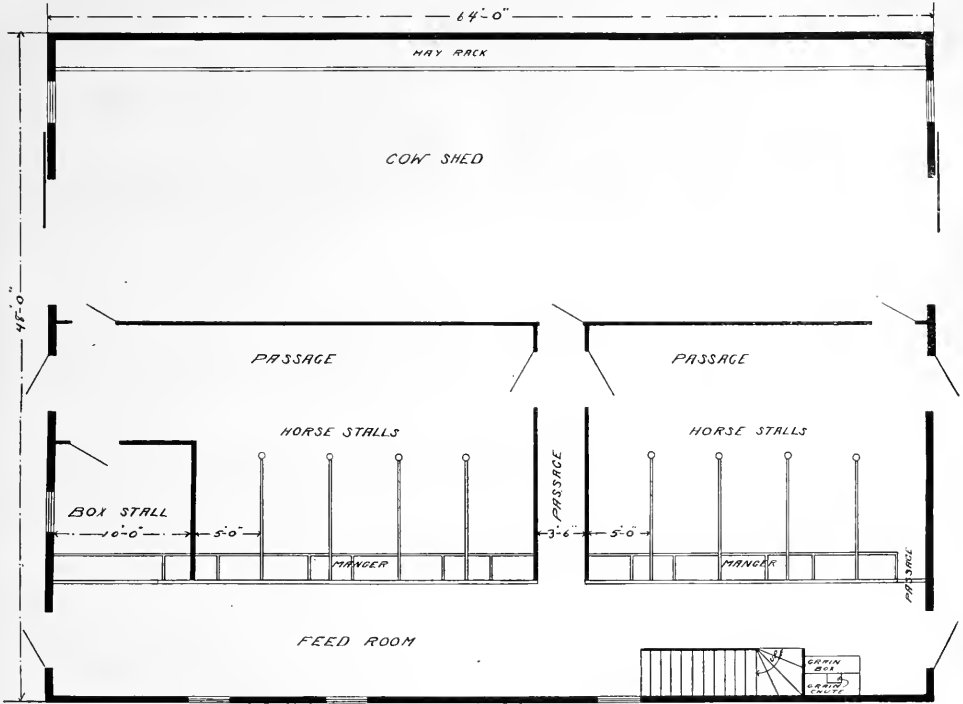 64'-0"
HAY RACK
COW SHED
48'-0"
PASSAGE
PASSAGE
HORSE STALLS
HORSE STALLS
PASSAGE
BOX STALL
10'-0"
5'-0"
3'-6"
5'-0"
MANGER
MANGER
PASSAGE
FEED ROOM
UP
GRAIN
BOX
GRAIN
CHUTE